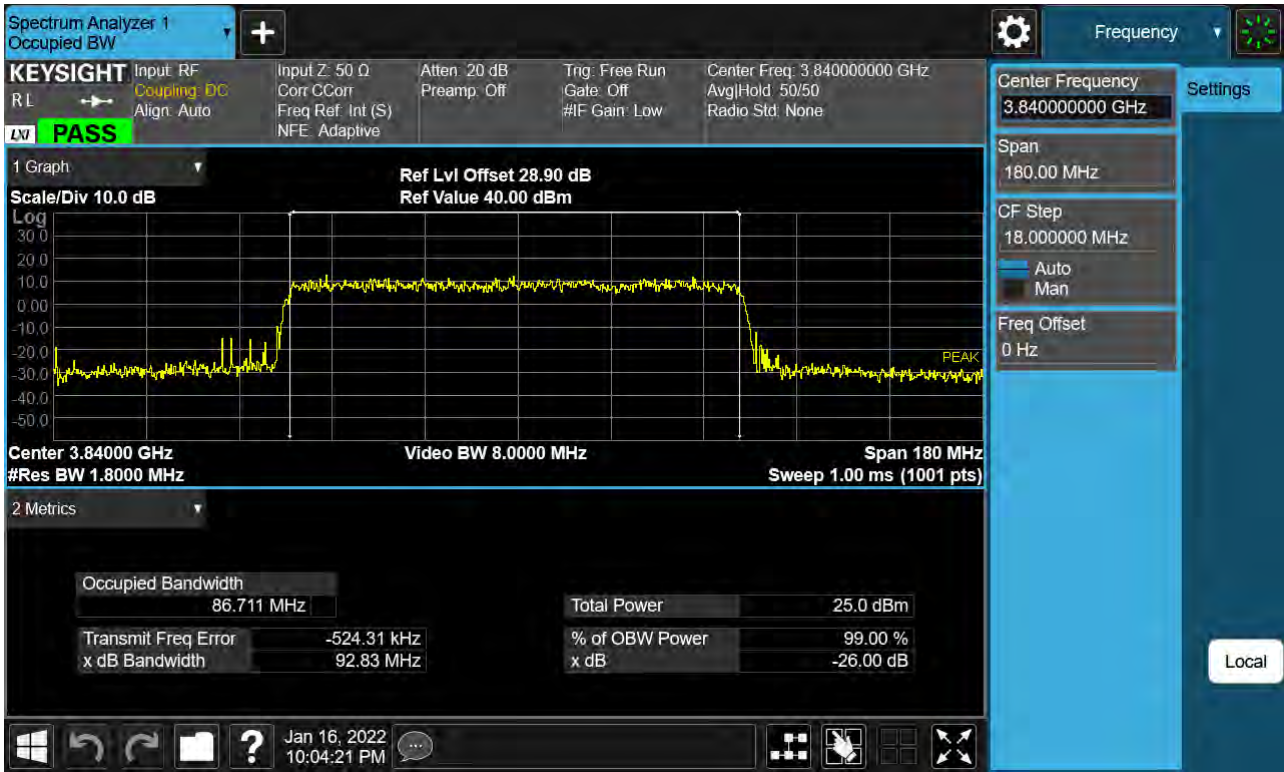 Spectrum Analyzer 1
Occupied BW
+
Frequency
KEYSIGHT
RL
LXI
PASS
Input: RF
Coupling: DC
Align: Auto
Input Z: 50 Ω
Corr CCorr
Freq Ref: Int (S)
NFE: Adaptive
Atten: 20 dB
Preamp: Off
Trig: Free Run
Gate: Off
#IF Gain: Low
Center Freq: 3.840000000 GHz
Avg|Hold: 50/50
Radio Std: None
Center Frequency
3.840000000 GHz
Settings
Span
180.00 MHz
CF Step
18.000000 MHz
Auto
Man
Freq Offset
0 Hz
1 Graph
Scale/Div 10.0 dB
Ref Lvl Offset 28.90 dB
Ref Value 40.00 dBm
Log
30.0
20.0
10.0
0.00
-10.0
-20.0
-30.0
-40.0
-50.0
PEAK
Center 3.84000 GHz
Video BW 8.0000 MHz
Span 180 MHz
#Res BW 1.8000 MHz
Sweep 1.00 ms (1001 pts)
2 Metrics
Occupied Bandwidth
86.711 MHz
Total Power 25.0 dBm
Transmit Freq Error -524.31 kHz
% of OBW Power 99.00 %
x dB Bandwidth 92.83 MHz
x dB -26.00 dB
Local
?
Jan 16, 2022
10:04:21 PM